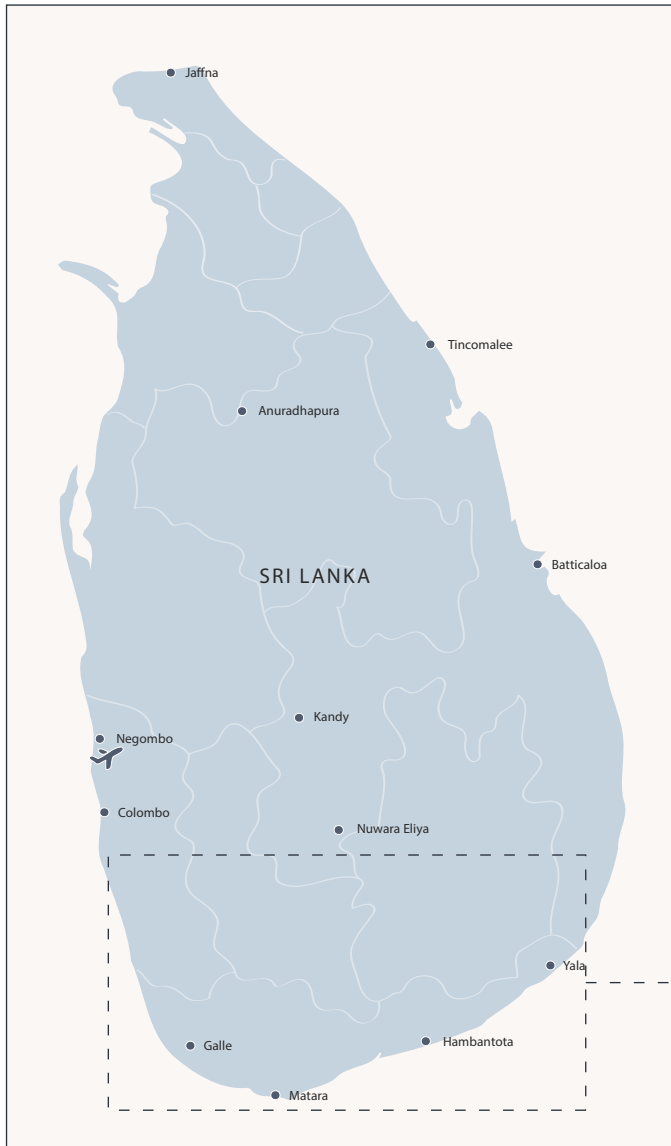 Jaffna
Tincomalee
Anuradhapura
Batticaloa
SRI LANKA
Kandy
Negombo
Colombo
Nuwara Eliya
Yala
Hambantota
Galle
Matara